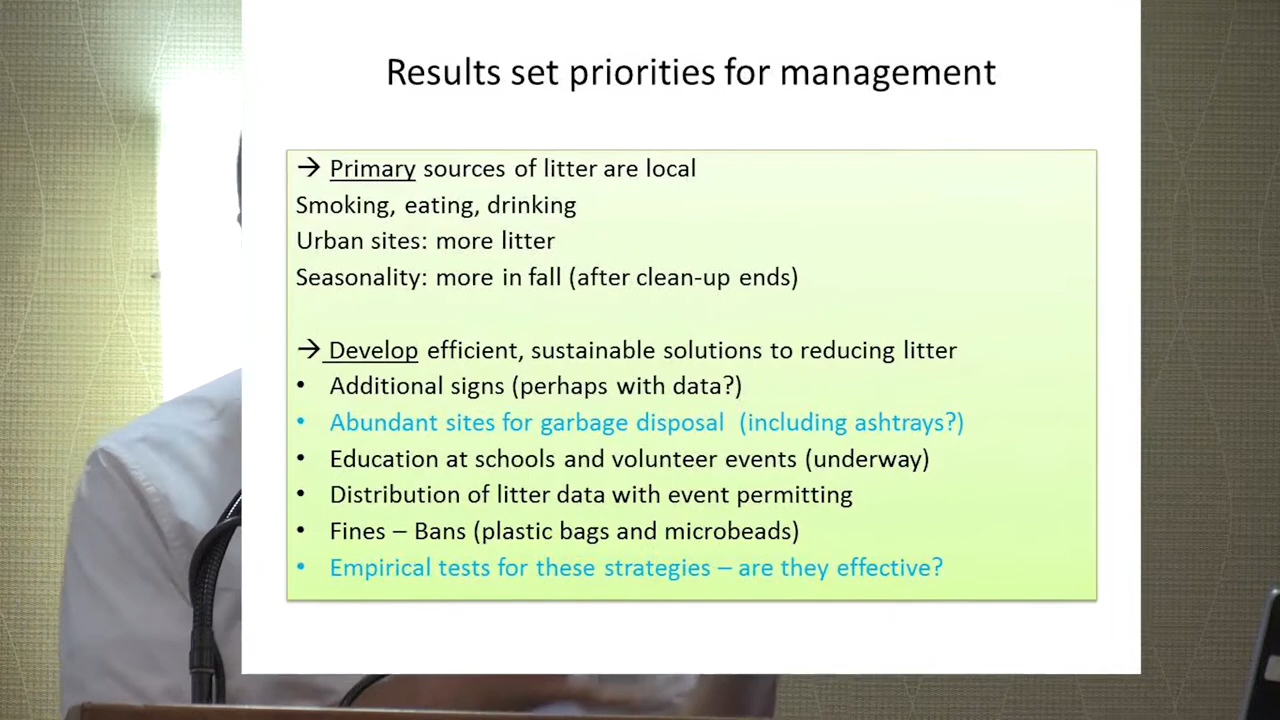 Results set priorities for management
→ Primary sources of litter are local
Smoking, eating, drinking
Urban sites: more litter
Seasonality: more in fall (after clean-up ends)
→ Develop efficient, sustainable solutions to reducing litter
• Additional signs (perhaps with data?)
• Abundant sites for garbage disposal (including ashtrays?)
• Education at schools and volunteer events (underway)
• Distribution of litter data with event permitting
• Fines – Bans (plastic bags and microbeads)
• Empirical tests for these strategies – are they effective?